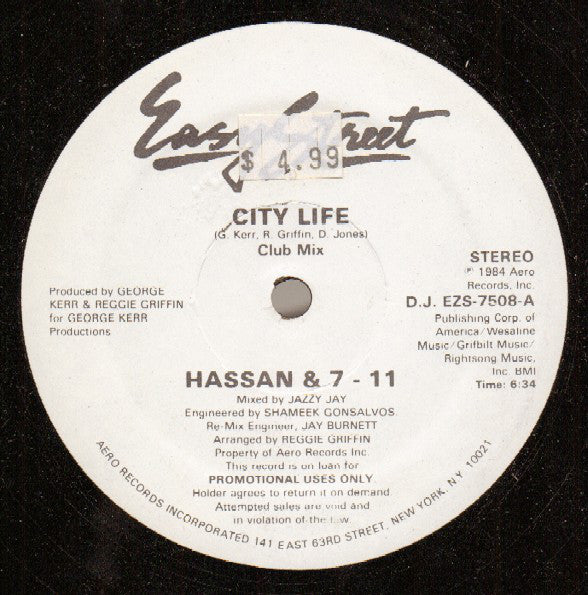 Easy Street
$ 4.99
CITY LIFE
(G. Kerr, R. Griffin, D. Jones)
Club Mix
Produced by GEORGE
KERR & REGGIE GRIFFIN
for GEORGE KERR
Productions
STEREO
℗ 1984 Aero
Records, Inc.
D.J. EZS-7508-A
Publishing Corp. of
America/Wesaline
Music/Grifbilt Music/
Rightsong Music,
Inc. BMI
Time: 6:34
HASSAN & 7 - 11
Mixed by JAZZY JAY
Engineered by SHAMEEK GONSALVOS
Re-Mix Engineer, JAY BURNETT
Arranged by REGGIE GRIFFIN
Property of Aero Records Inc.
This record is on loan for
PROMOTIONAL USES ONLY
Holder agrees to return it on demand.
Attempted sales are void and
in violation of the law.
AERO RECORDS INCORPORATED 141 EAST 63RD STREET, NEW YORK, N.Y. 10021